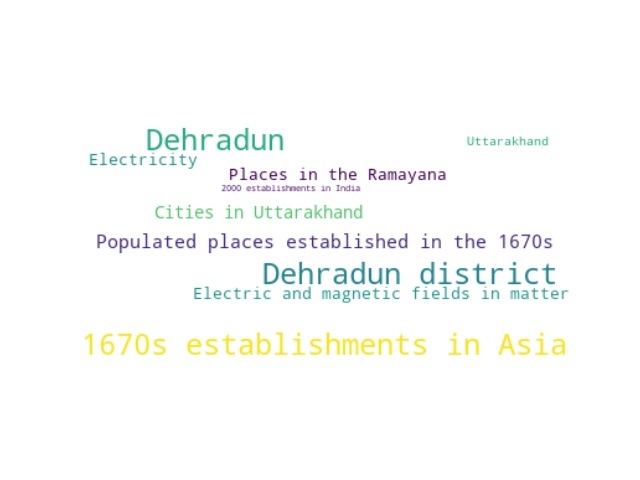 Dehradun
Uttarakhand
Electricity
Places in the Ramayana
2000 establishments in India
Cities in Uttarakhand
Populated places established in the 1670s
Dehradun district
Electric and magnetic fields in matter
1670s establishments in Asia